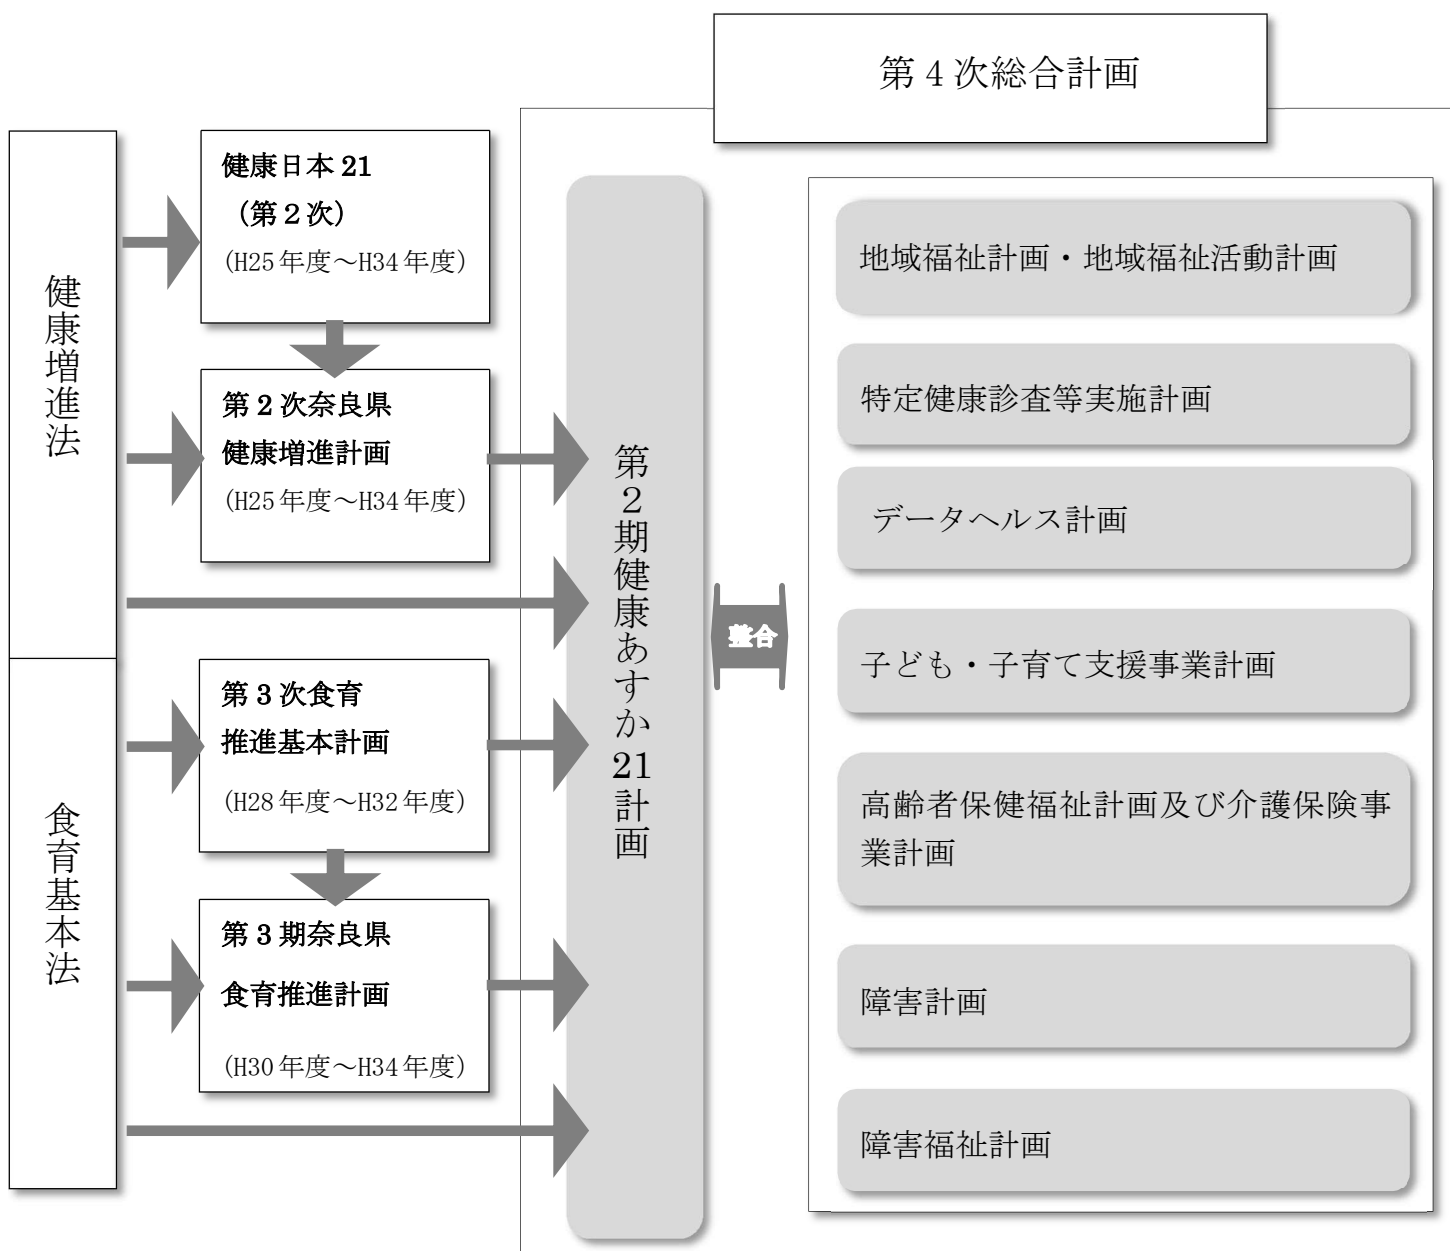 第４次総合計画
健康増進法
健康日本21
（第２次）
（H25年度～H34年度）
第２次奈良県
健康増進計画
（H25年度～H34年度）
食育基本法
第３次食育
推進基本計画
（H28年度～H32年度）
第３期奈良県
食育推進計画
（H30年度～H34年度）
第２期健康あすか21計画
整合
地域福祉計画・地域福祉活動計画
特定健康診査等実施計画
データヘルス計画
子ども・子育て支援事業計画
高齢者保健福祉計画及び介護保険事
業計画
障害計画
障害福祉計画